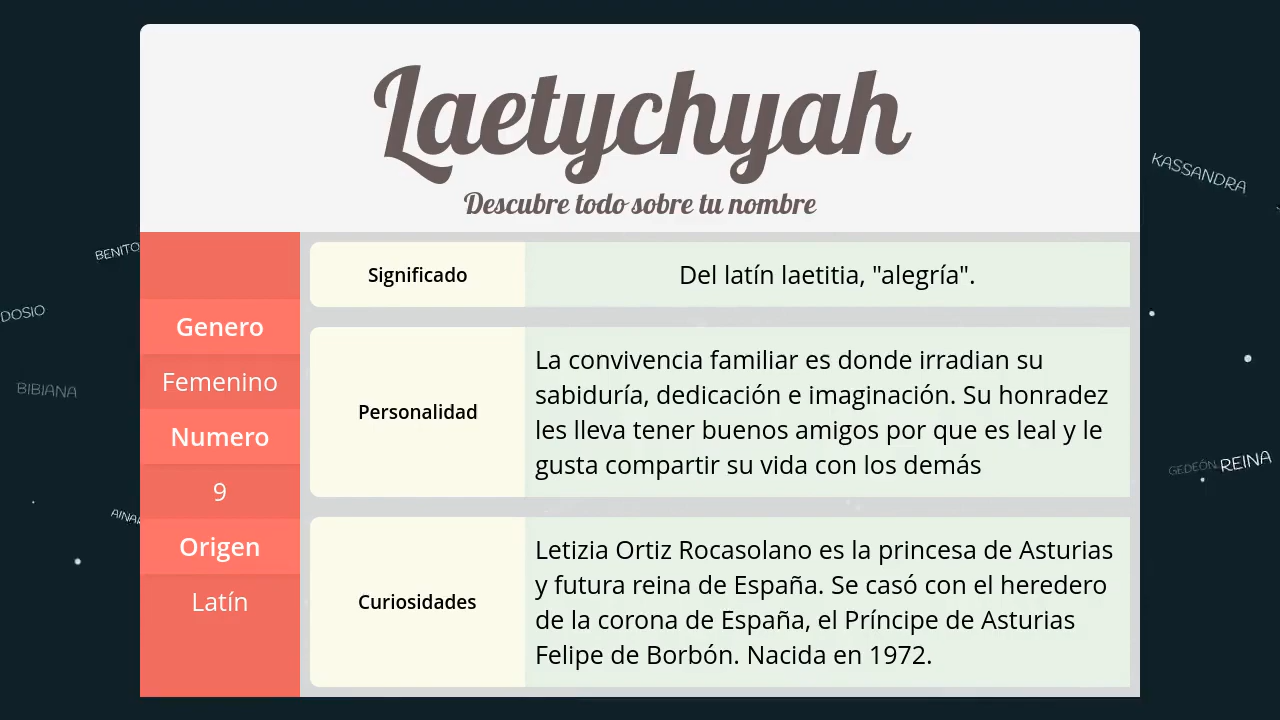 Laetychyah
Descubre todo sobre tu nombre
KASSANDRA
BENITO
DOSIO
BIBIANA
GEDEÓN
REINA
Genero
Femenino
Numero
9
Origen
Latín
Significado
Del latín laetitia, "alegría".
Personalidad
La convivencia familiar es donde irradian su
sabiduría, dedicación e imaginación. Su honradez
les lleva tener buenos amigos por que es leal y le
gusta compartir su vida con los demás
Curiosidades
Letizia Ortiz Rocasolano es la princesa de Asturias
y futura reina de España. Se casó con el heredero
de la corona de España, el Príncipe de Asturias
Felipe de Borbón. Nacida en 1972.